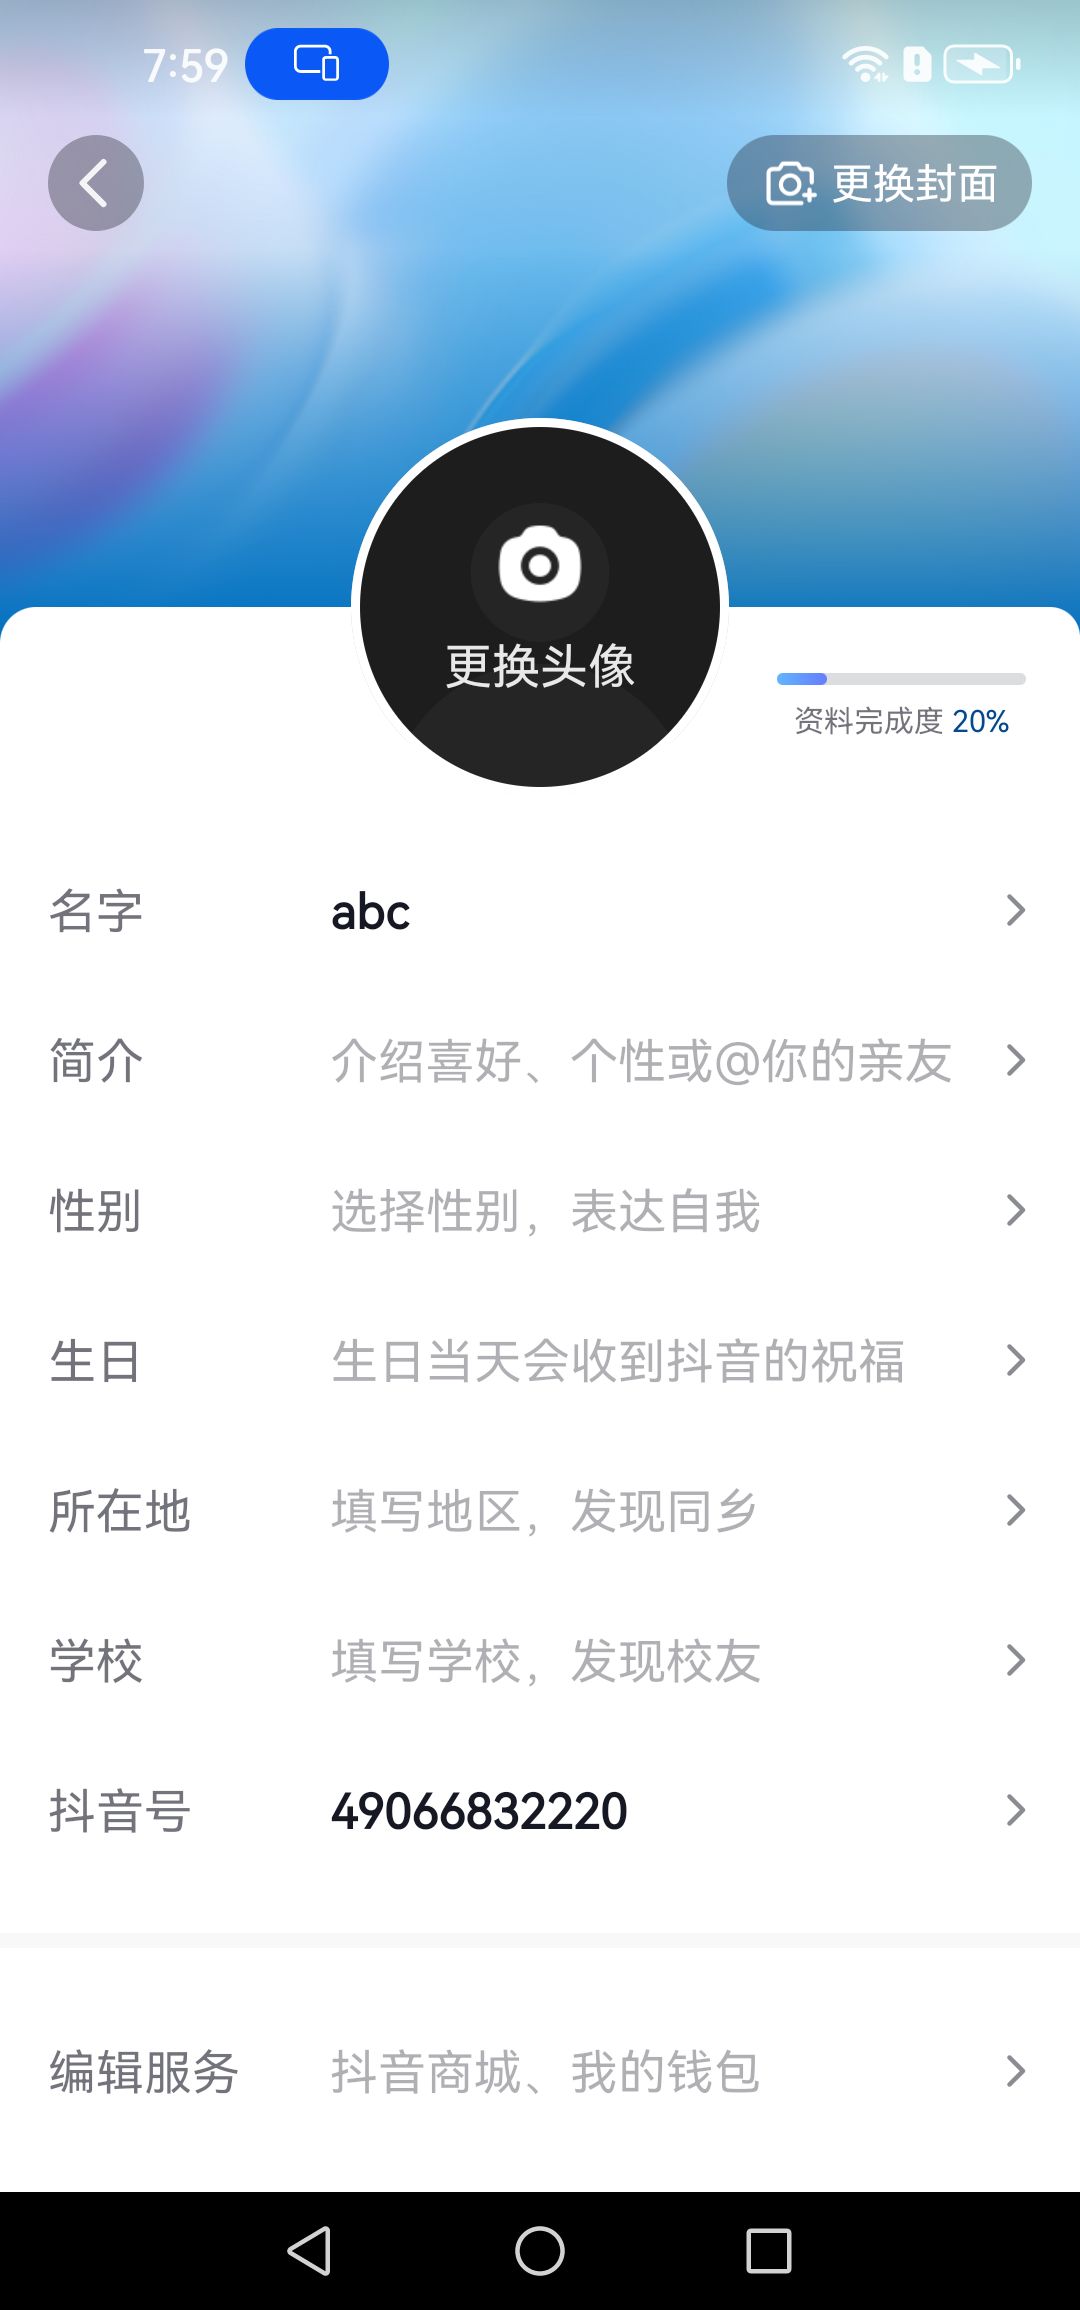 7:59
更换封面
更换头像
资料完成度 20%
名字 abc
简介 介绍喜好、个性或@你的亲友
性别 选择性别，表达自我
生日 生日当天会收到抖音的祝福
所在地 填写地区，发现同乡
学校 填写学校，发现校友
抖音号 49066832220
编辑服务 抖音商城、我的钱包